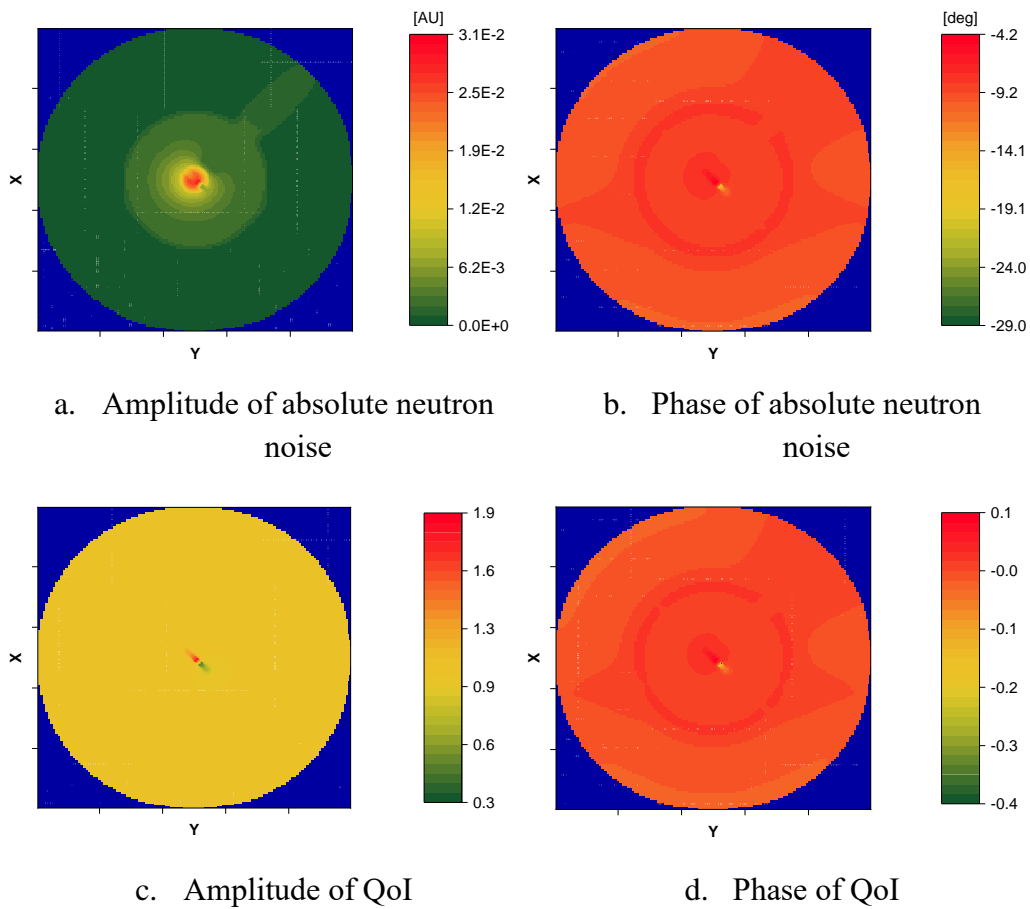 [AU]
3.1E-2
2.5E-2
1.9E-2
1.2E-2
6.2E-3
0.0E+0
X
Y
[deg]
-4.2
-9.2
-14.1
-19.1
-24.0
-29.0
X
Y
a. Amplitude of absolute neutron
noise
b. Phase of absolute neutron
noise
1.9
1.6
1.3
0.9
0.6
0.3
X
Y
0.1
-0.0
-0.1
-0.2
-0.3
-0.4
X
Y
c. Amplitude of QoI
d. Phase of QoI